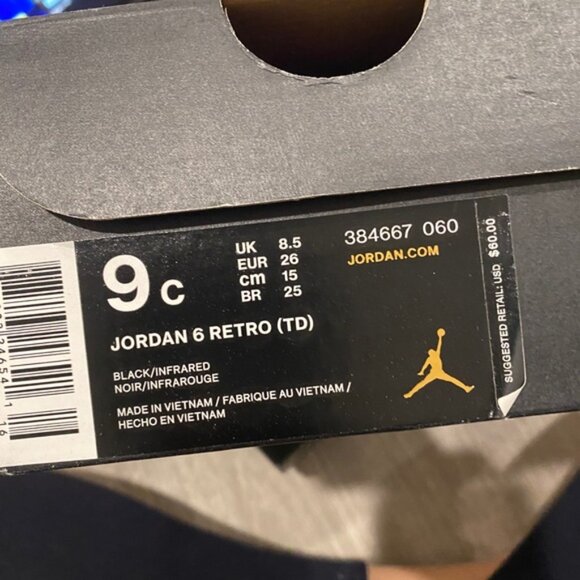 9 C
UK 8.5
EUR 26
cm 15
BR 25
384667 060
JORDAN.COM
JORDAN 6 RETRO (TD)
BLACK/INFRARED
NOIR/INFRAROUGE
MADE IN VIETNAM / FABRIQUE AU VIETNAM /
HECHO EN VIETNAM
SUGGESTED RETAIL: USD $60.00